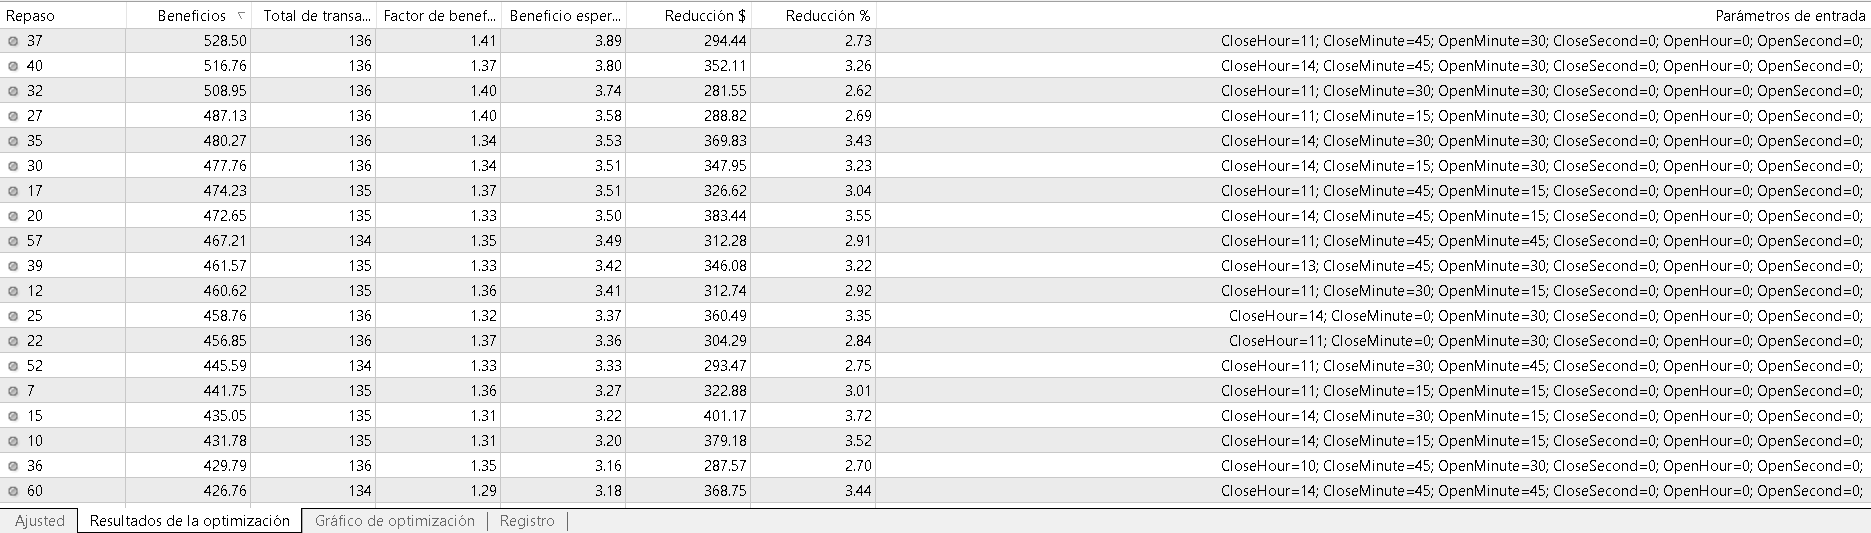 Repaso Beneficios Total de transa... Factor de benef... Beneficio esper... Reducción $ Reducción % Parámetros de entrada
37 528.50 136 1.41 3.89 294.44 2.73 CloseHour=11; CloseMinute=45; OpenMinute=30; CloseSecond=0; OpenHour=0; OpenSecond=0;
40 516.76 136 1.37 3.80 352.11 3.26 CloseHour=14; CloseMinute=45; OpenMinute=30; CloseSecond=0; OpenHour=0; OpenSecond=0;
32 508.95 136 1.40 3.74 281.55 2.62 CloseHour=11; CloseMinute=30; OpenMinute=30; CloseSecond=0; OpenHour=0; OpenSecond=0;
27 487.13 136 1.40 3.58 288.82 2.69 CloseHour=11; CloseMinute=15; OpenMinute=30; CloseSecond=0; OpenHour=0; OpenSecond=0;
35 480.27 136 1.34 3.53 369.83 3.43 CloseHour=14; CloseMinute=30; OpenMinute=30; CloseSecond=0; OpenHour=0; OpenSecond=0;
30 477.76 136 1.34 3.51 347.95 3.23 CloseHour=14; CloseMinute=15; OpenMinute=30; CloseSecond=0; OpenHour=0; OpenSecond=0;
17 474.23 135 1.37 3.51 326.62 3.04 CloseHour=11; CloseMinute=45; OpenMinute=15; CloseSecond=0; OpenHour=0; OpenSecond=0;
20 472.65 135 1.33 3.50 383.44 3.55 CloseHour=14; CloseMinute=45; OpenMinute=15; CloseSecond=0; OpenHour=0; OpenSecond=0;
57 467.21 134 1.35 3.49 312.28 2.91 CloseHour=11; CloseMinute=45; OpenMinute=45; CloseSecond=0; OpenHour=0; OpenSecond=0;
39 461.57 135 1.33 3.42 346.08 3.22 CloseHour=13; CloseMinute=45; OpenMinute=30; CloseSecond=0; OpenHour=0; OpenSecond=0;
12 460.62 135 1.36 3.41 312.74 2.92 CloseHour=11; CloseMinute=30; OpenMinute=15; CloseSecond=0; OpenHour=0; OpenSecond=0;
25 458.76 136 1.32 3.37 360.49 3.35 CloseHour=14; CloseMinute=0; OpenMinute=30; CloseSecond=0; OpenHour=0; OpenSecond=0;
22 456.85 136 1.37 3.36 304.29 2.84 CloseHour=11; CloseMinute=0; OpenMinute=30; CloseSecond=0; OpenHour=0; OpenSecond=0;
52 445.59 134 1.33 3.33 293.47 2.75 CloseHour=11; CloseMinute=30; OpenMinute=45; CloseSecond=0; OpenHour=0; OpenSecond=0;
7 441.75 135 1.36 3.27 322.88 3.01 CloseHour=11; CloseMinute=15; OpenMinute=15; CloseSecond=0; OpenHour=0; OpenSecond=0;
15 435.05 135 1.31 3.22 401.17 3.72 CloseHour=14; CloseMinute=30; OpenMinute=15; CloseSecond=0; OpenHour=0; OpenSecond=0;
10 431.78 135 1.31 3.20 379.18 3.52 CloseHour=14; CloseMinute=15; OpenMinute=15; CloseSecond=0; OpenHour=0; OpenSecond=0;
36 429.79 136 1.35 3.16 287.57 2.70 CloseHour=10; CloseMinute=45; OpenMinute=30; CloseSecond=0; OpenHour=0; OpenSecond=0;
60 426.76 134 1.29 3.18 368.75 3.44 CloseHour=14; CloseMinute=45; OpenMinute=45; CloseSecond=0; OpenHour=0; OpenSecond=0;
Ajusted Resultados de la optimización Gráfico de optimización Registro